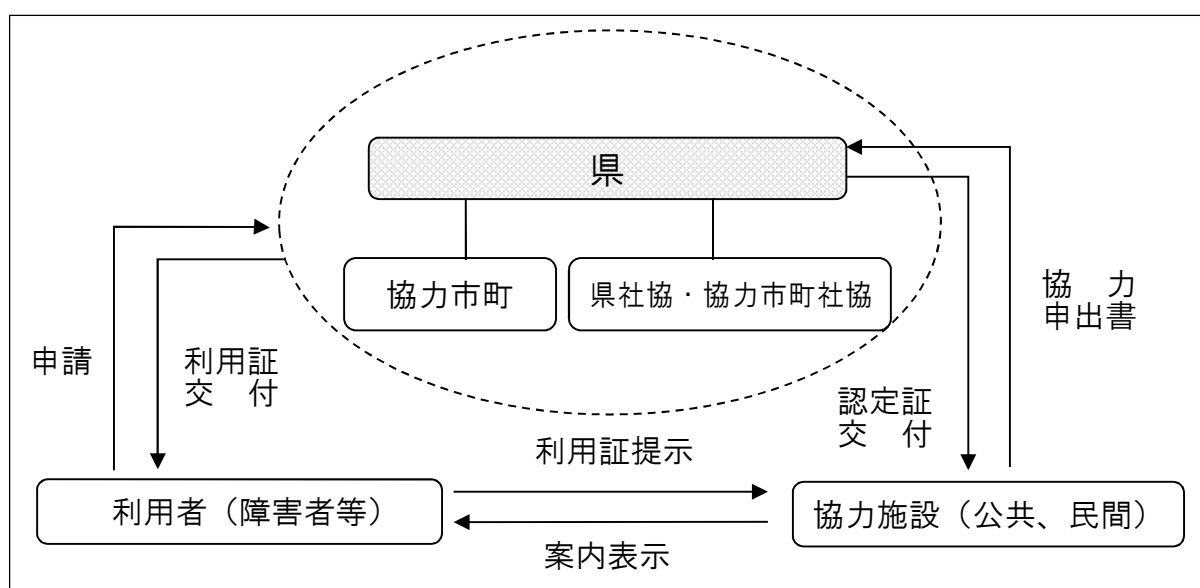 県
協力市町
県社協・協力市町社協
協　力
申出書
申請
利用証
交　付
認定証
交　付
利用証提示
利用者（障害者等）
協力施設（公共、民間）
案内表示